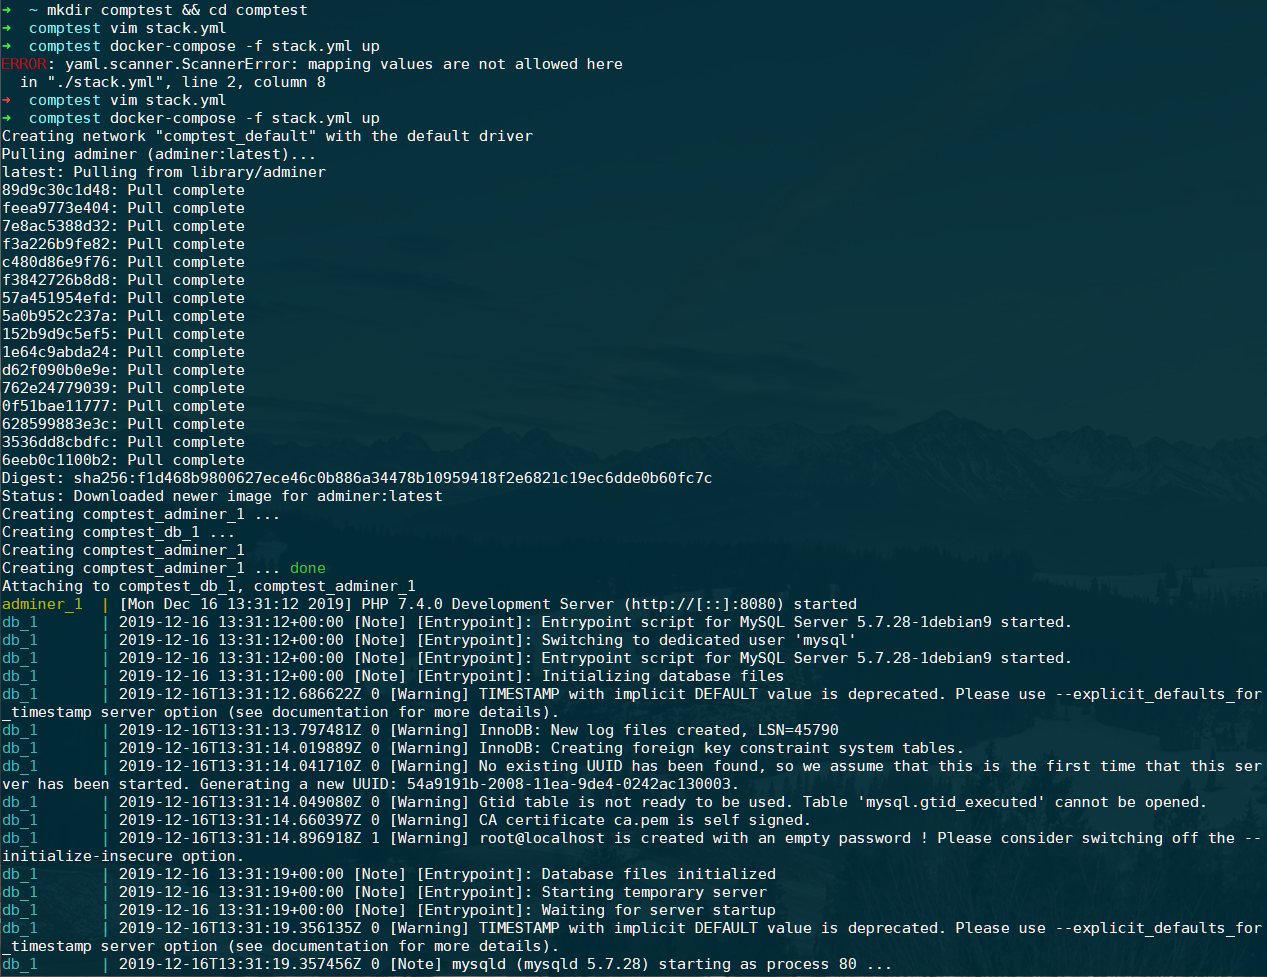 ➜  ~ mkdir comptest && cd comptest
➜  comptest vim stack.yml
➜  comptest docker-compose -f stack.yml up
ERROR: yaml.scanner.ScannerError: mapping values are not allowed here
  in "./stack.yml", line 2, column 8
➜  comptest vim stack.yml
➜  comptest docker-compose -f stack.yml up
Creating network "comptest_default" with the default driver
Pulling adminer (adminer:latest)...
latest: Pulling from library/adminer
89d9c30c1d48: Pull complete
feea9773e404: Pull complete
7e8ac5388d32: Pull complete
f3a226b9fe82: Pull complete
c480d86e9f76: Pull complete
f3842726b8d8: Pull complete
57a451954efd: Pull complete
5a0b952c237a: Pull complete
152b9d9c5ef5: Pull complete
1e64c9abda24: Pull complete
d62f090b0e9e: Pull complete
762e24779039: Pull complete
0f51bae11777: Pull complete
628599883e3c: Pull complete
3536dd8cbdfc: Pull complete
6eeb0c1100b2: Pull complete
Digest: sha256:f1d468b9800627ece46c0b886a34478b10959418f2e6821c19ec6dde0b60fc7c
Status: Downloaded newer image for adminer:latest
Creating comptest_adminer_1 ...
Creating comptest_db_1 ...
Creating comptest_adminer_1
Creating comptest_adminer_1 ... done
Attaching to comptest_db_1, comptest_adminer_1
adminer_1  | [Mon Dec 16 13:31:12 2019] PHP 7.4.0 Development Server (http://[::]:8080) started
db_1       | 2019-12-16 13:31:12+00:00 [Note] [Entrypoint]: Entrypoint script for MySQL Server 5.7.28-1debian9 started.
db_1       | 2019-12-16 13:31:12+00:00 [Note] [Entrypoint]: Switching to dedicated user 'mysql'
db_1       | 2019-12-16 13:31:12+00:00 [Note] [Entrypoint]: Entrypoint script for MySQL Server 5.7.28-1debian9 started.
db_1       | 2019-12-16 13:31:12+00:00 [Note] [Entrypoint]: Initializing database files
db_1       | 2019-12-16T13:31:12.686622Z 0 [Warning] TIMESTAMP with implicit DEFAULT value is deprecated. Please use --explicit_defaults_for
_timestamp server option (see documentation for more details).
db_1       | 2019-12-16T13:31:13.797481Z 0 [Warning] InnoDB: New log files created, LSN=45790
db_1       | 2019-12-16T13:31:14.019889Z 0 [Warning] InnoDB: Creating foreign key constraint system tables.
db_1       | 2019-12-16T13:31:14.041710Z 0 [Warning] No existing UUID has been found, so we assume that this is the first time that this ser
ver has been started. Generating a new UUID: 54a9191b-2008-11ea-9de4-0242ac130003.
db_1       | 2019-12-16T13:31:14.049080Z 0 [Warning] Gtid table is not ready to be used. Table 'mysql.gtid_executed' cannot be opened.
db_1       | 2019-12-16T13:31:14.660397Z 0 [Warning] CA certificate ca.pem is self signed.
db_1       | 2019-12-16T13:31:14.896918Z 1 [Warning] root@localhost is created with an empty password ! Please consider switching off the --
initialize-insecure option.
db_1       | 2019-12-16 13:31:19+00:00 [Note] [Entrypoint]: Database files initialized
db_1       | 2019-12-16 13:31:19+00:00 [Note] [Entrypoint]: Starting temporary server
db_1       | 2019-12-16 13:31:19+00:00 [Note] [Entrypoint]: Waiting for server startup
db_1       | 2019-12-16T13:31:19.356135Z 0 [Warning] TIMESTAMP with implicit DEFAULT value is deprecated. Please use --explicit_defaults_for
_timestamp server option (see documentation for more details).
db_1       | 2019-12-16T13:31:19.357456Z 0 [Note] mysqld (mysqld 5.7.28) starting as process 80 ...